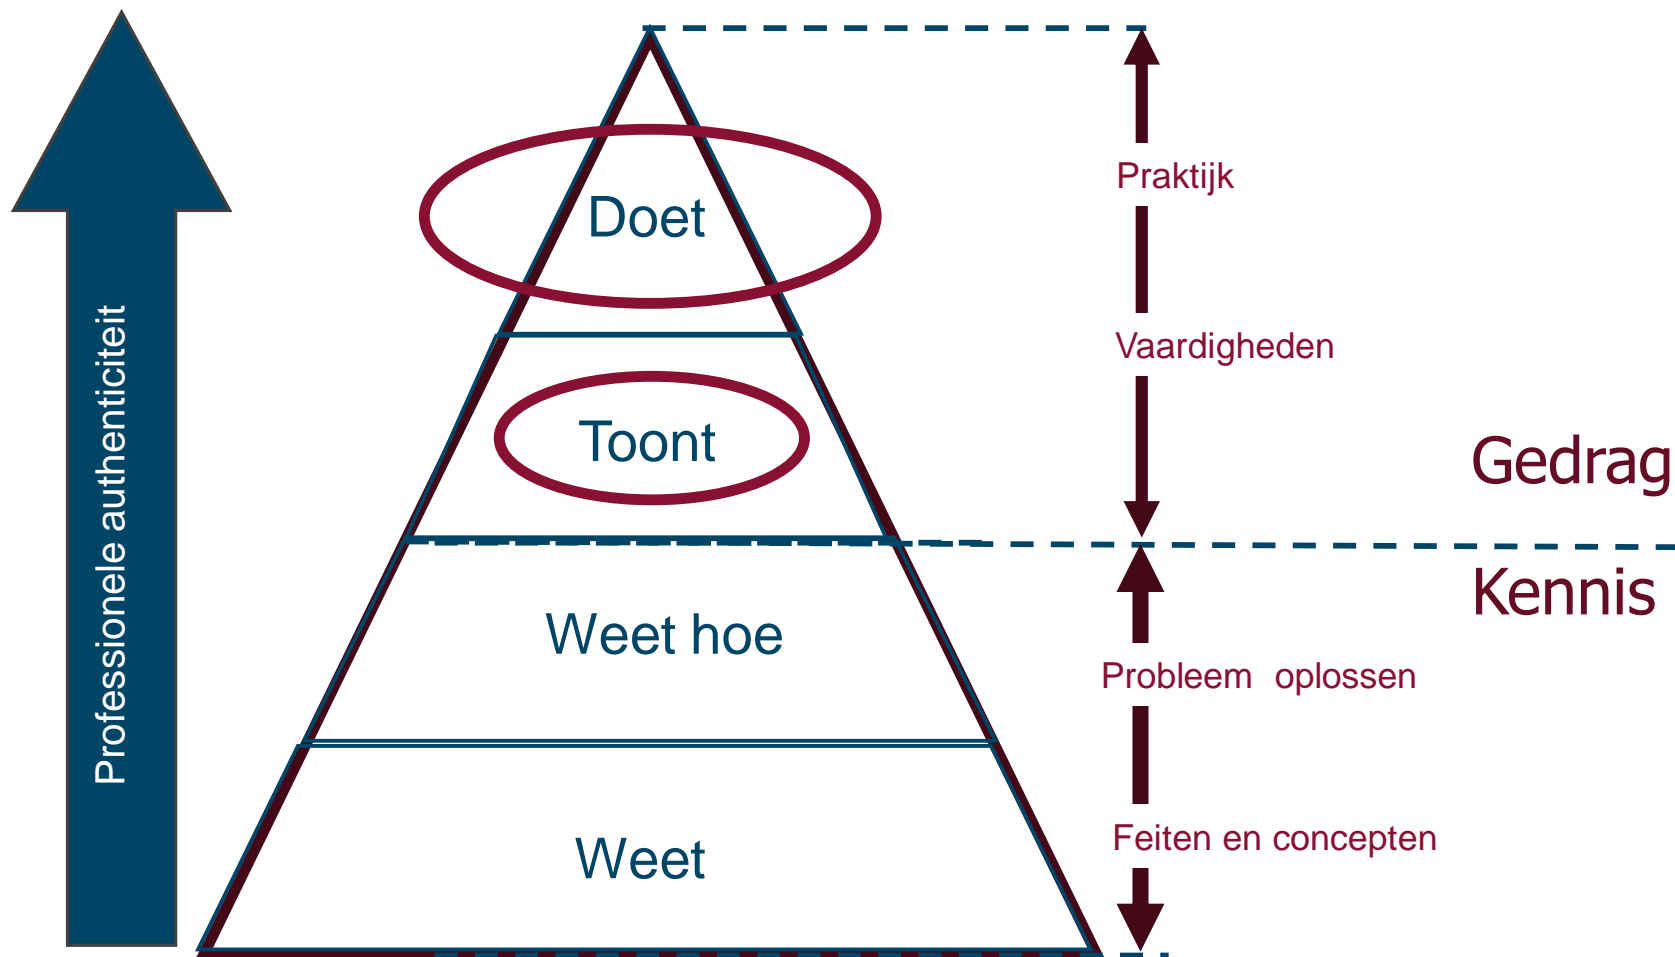 Professionele authenticiteit
Doet
Toont
Weet hoe
Weet
Praktijk
Vaardigheden
Probleem oplossen
Feiten en concepten
Gedrag
Kennis